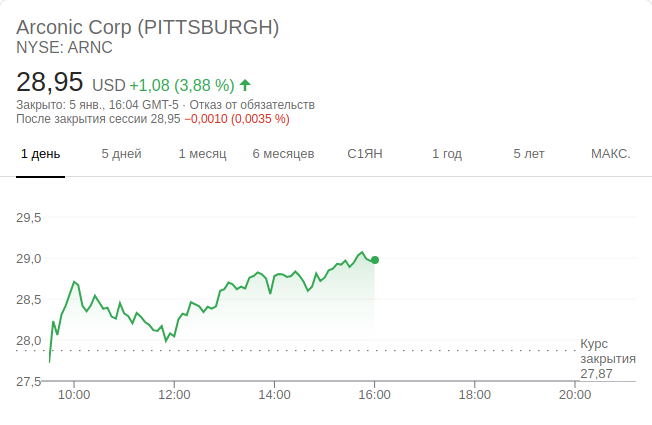 Arconic Corp (PITTSBURGH)
NYSE: ARNC
28,95 USD +1,08 (3,88 %)
Закрыто: 5 янв., 16:04 GMT-5 · Отказ от обязательств
После закрытия сессии 28,95 −0,0010 (0,0035 %)
1 день 5 дней 1 месяц 6 месяцев С1ЯН 1 год 5 лет МАКС.
29,5
29,0
28,5
28,0
Курс
закрытия
27,87
27,5
10:00 12:00 14:00 16:00 18:00 20:00